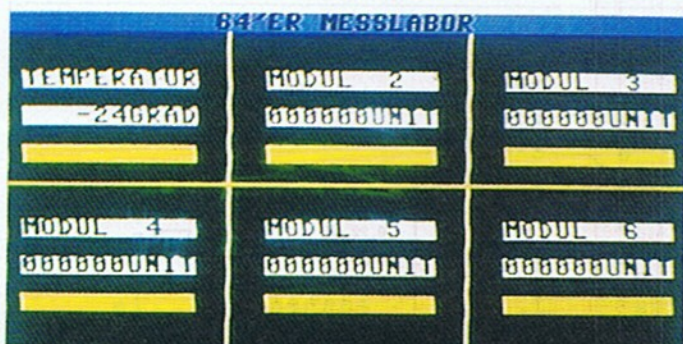 64'ER MESSLABOR
TEMPERATUR
-24GRAD
MODUL 2
000000UNIT
MODUL 3
000000UNIT
MODUL 4
000000UNIT
MODUL 5
000000UNIT
MODUL 6
000000UNIT